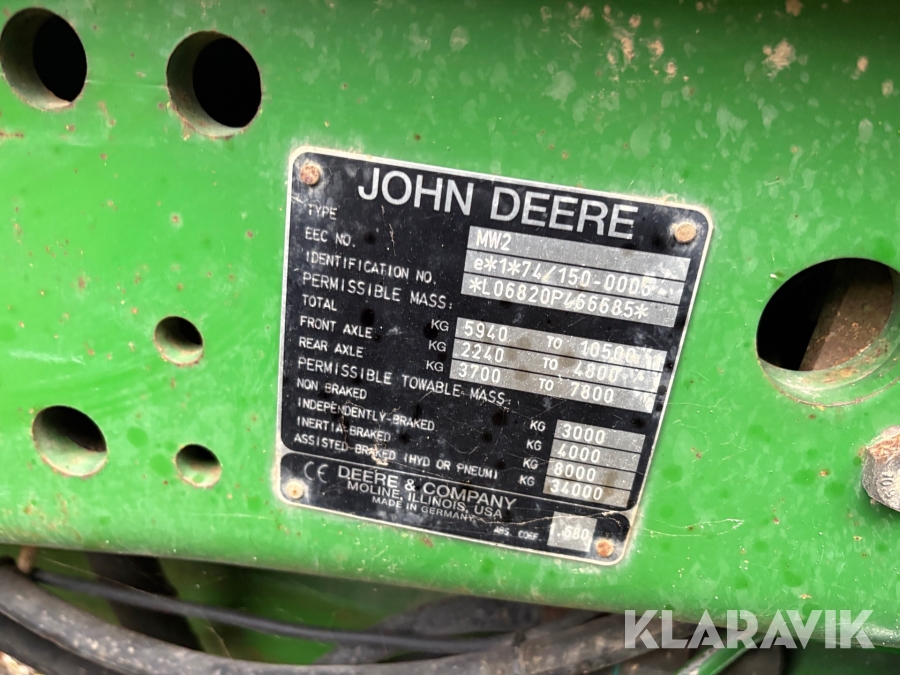 JOHN DEERE
TYPE MW2
EEC NO. e*1*74/150-0006
IDENTIFICATION NO. *L06820P466685*
PERMISSIBLE MASS:
TOTAL KG 5940 TO 10500
FRONT AXLE KG 2240 TO 4800
REAR AXLE KG 3700 TO 7800
PERMISSIBLE TOWABLE MASS:
NON BRAKED KG 3000
INDEPENDENTLY-BRAKED KG 4000
INERTIA-BRAKED KG 8000
ASSISTED-BRAKED (HYD OR PNEUM) KG 34000
CE DEERE & COMPANY
MOLINE, ILLINOIS, USA
MADE IN GERMANY
ABS. COEF. .680
KLARAVIK